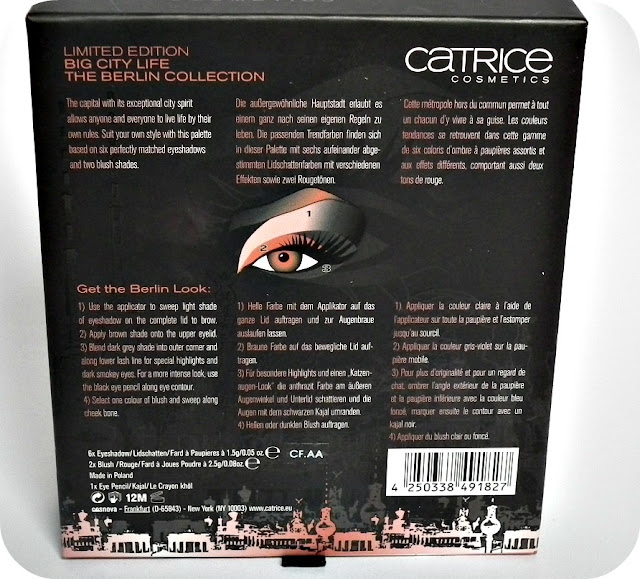 LIMITED EDITION
BIG CITY LIFE
THE BERLIN COLLECTION
CATRICE
COSMETICS
The capital with its exceptional city spirit
allows anyone and everyone to live life by their
own rules. Suit your own style with this palette
based on six perfectly matched eyeshadows
and two blush shades.
Die außergewöhnliche Hauptstadt erlaubt es
einem ganz nach seinen eigenen Regeln zu
leben. Die passenden Trendfarben finden sich
in dieser Palette mit sechs aufeinander abge-
stimmten Lidschattenfarben mit verschiedenen
Effekten sowie zwei Rougetönen.
Cette métropole hors du commun permet à tout
un chacun d'y vivre à sa guise. Les couleurs
tendances se retrouvent dans cette gamme
de six coloris d'ombre à paupières assortis et
aux effets différents, comportant aussi deux
tons de rouge.
1
2
3
Get the Berlin Look:
1) Use the applicator to sweep light shade
of eyeshadow on the complete lid to brow.
2) Apply brown shade onto the upper eyelid.
3) Blend dark grey shade into outer corner and
along lower lash line for special highlights and
dark smokey eyes. For a more intense look, use
the black eye pencil along eye contour.
4) Select one colour of blush and sweep along
cheek bone.
1) Helle Farbe mit dem Applikator auf das
ganze Lid auftragen und zur Augenbraue
auslaufen lassen.
2) Braune Farbe auf das bewegliche Lid auf-
tragen.
3) Für besondere Highlights und einen „Katzen-
augen-Look" die anthrazit Farbe am äußeren
Augenwinkel und Unterlid schattieren und die
Augen mit dem schwarzen Kajal umranden.
4) Hellen oder dunklen Blush auftragen.
1) Appliquer la couleur claire à l'aide de
l'applicateur sur toute la paupière et l'estomper
jusqu'au sourcil.
2) Appliquer la couleur gris-violet sur la pau-
pière mobile.
3) Pour plus d'originalité et pour un regard de
chat, ombrer l'angle extérieur de la paupière
et la paupière inférieure avec la couleur bleu
foncé, marquer ensuite le contour avec un
kajal noir.
4) Appliquer du blush clair ou foncé.
6x Eyeshadow/Lidschatten/Fard à Paupières à 1.5g/0.05 oz. e
2x Blush /Rouge/Fard à Joues Poudre à 2.5g/0.08oz. e
Made in Poland
1x Eye Pencil/Kajal/Le Crayon khôl
CF.AA
12M
cosnova - Frankfurt (D-65843) - New York (NY 10003) www.catrice.eu
4 250338 491827